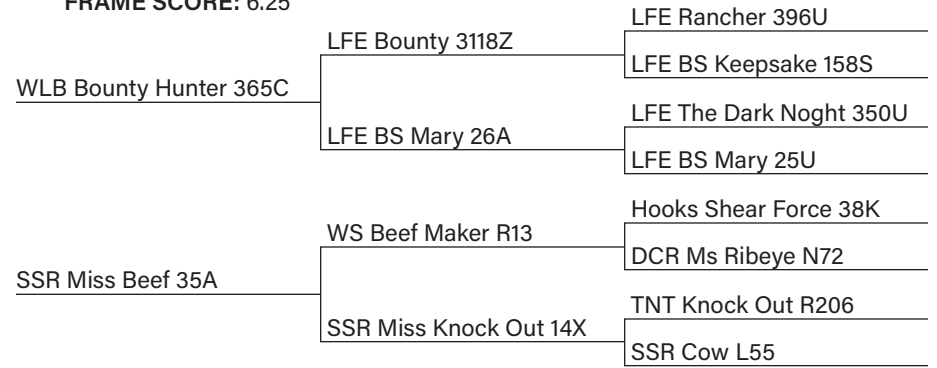 FRAME SCORE: 6.25
LFE Rancher 396U
LFE Bounty 3118Z
LFE BS Keepsake 158S
WLB Bounty Hunter 365C
LFE The Dark Noght 350U
LFE BS Mary 26A
LFE BS Mary 25U
Hooks Shear Force 38K
WS Beef Maker R13
DCR Ms Ribeye N72
SSR Miss Beef 35A
TNT Knock Out R206
SSR Miss Knock Out 14X
SSR Cow L55